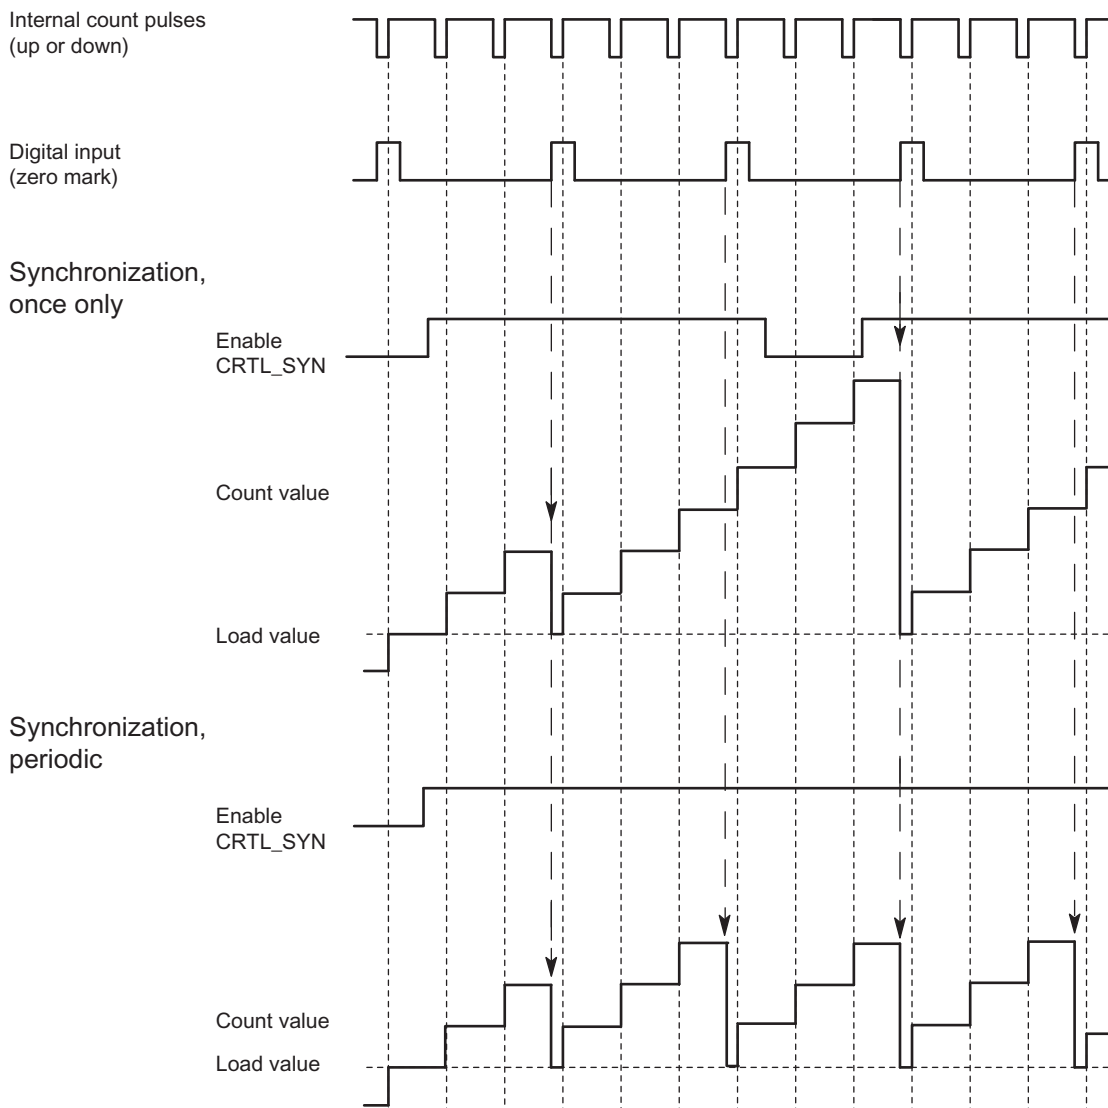 Internal count pulses
(up or down)
Digital input
(zero mark)
Synchronization,
once only
Enable
CRTL_SYN
Count value
Load value
Synchronization,
periodic
Enable
CRTL_SYN
Count value
Load value